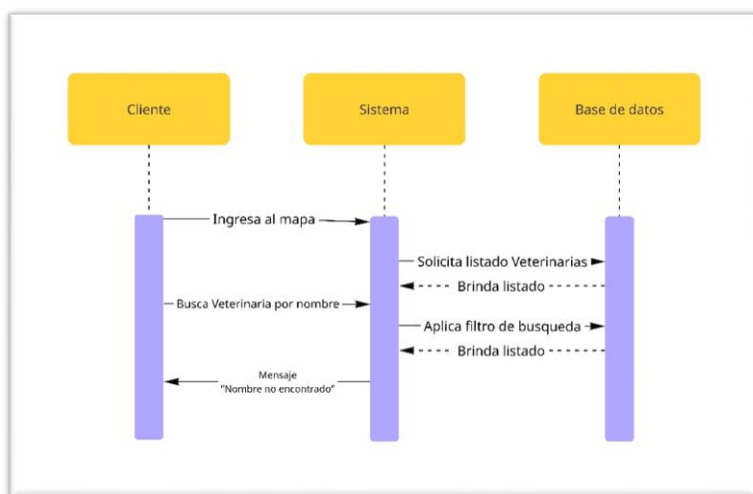 Cliente
Sistema
Base de datos
Ingresa al mapa
Solicita listado Veterinarias
Brinda listado
Busca Veterinaria por nombre
Aplica filtro de busqueda
Brinda listado
Mensaje
"Nombre no encontrado"